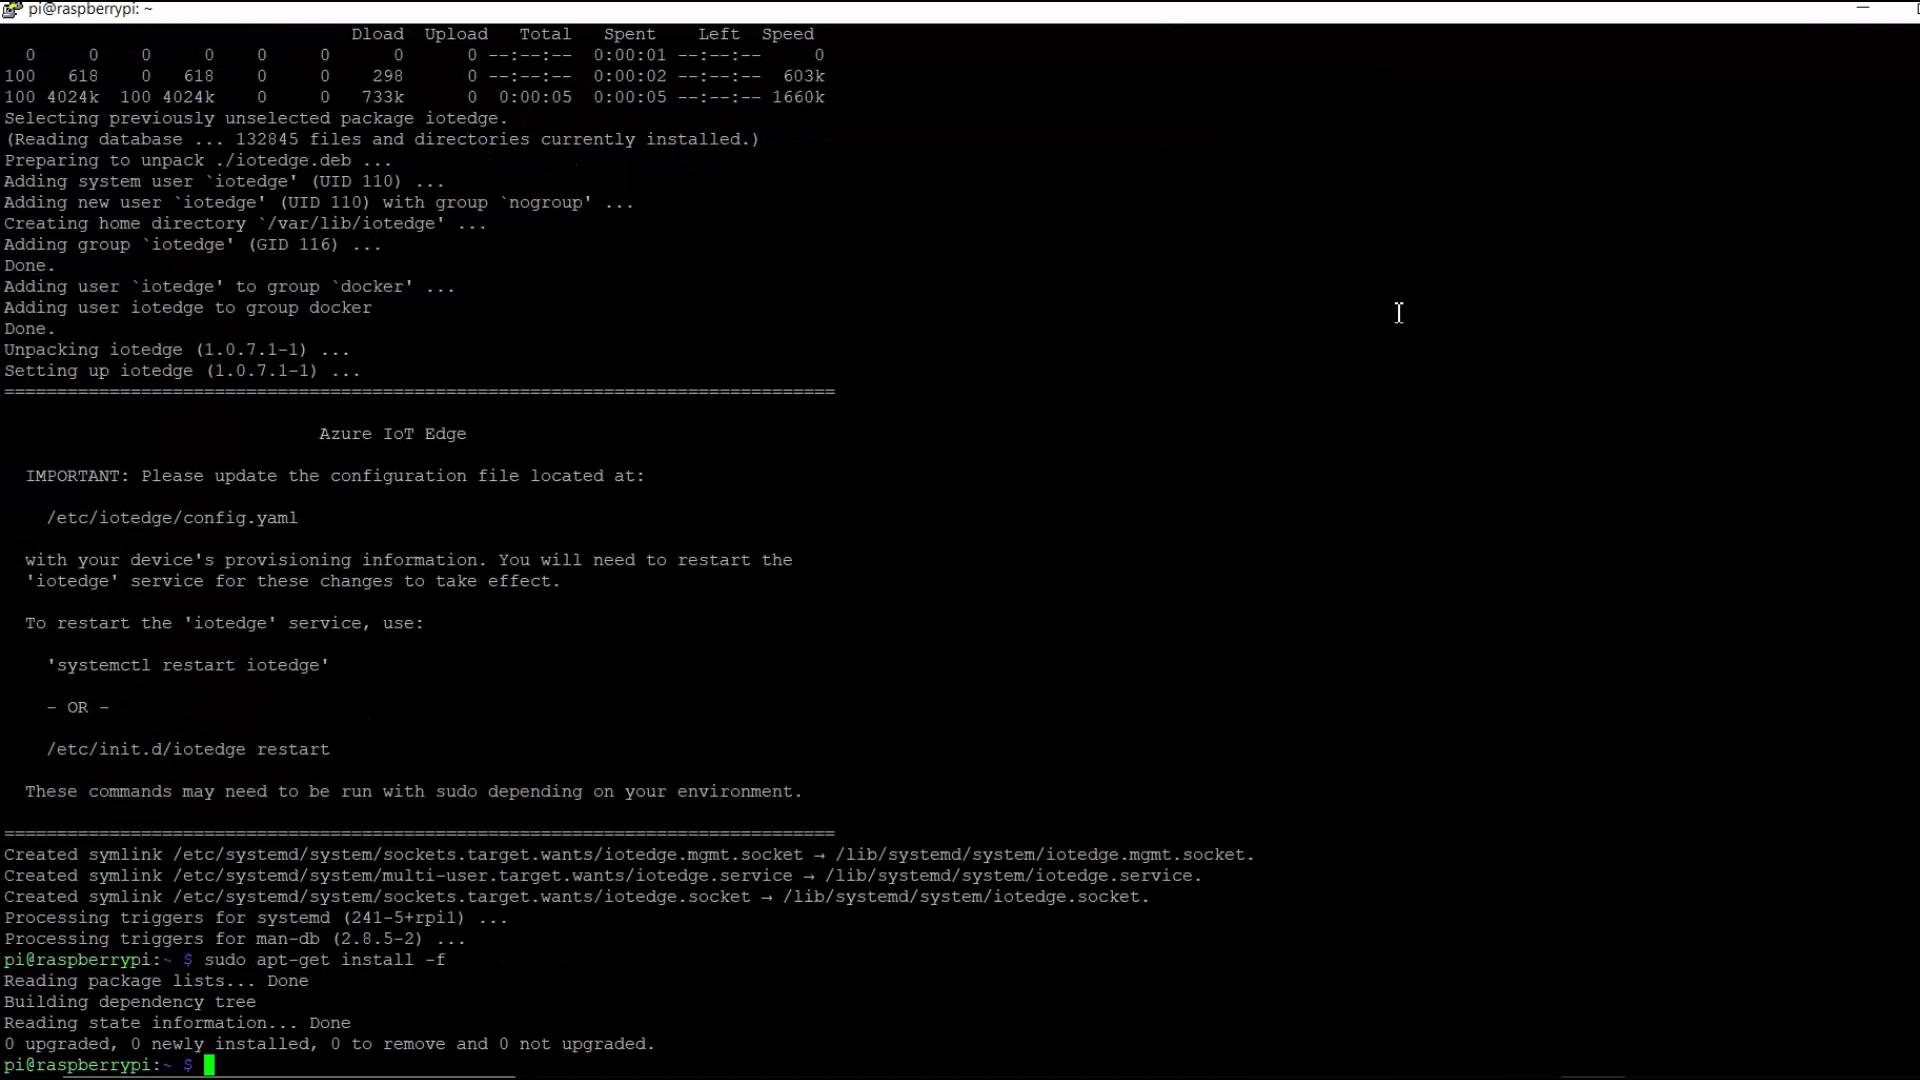 pi@raspberrypi: ~
Dload Upload Total Spent Left Speed
0 0 0 0 0 0 0 0 --:--:-- 0:00:01 --:--:-- 0
100 618 0 618 0 0 298 0 --:--:-- 0:00:02 --:--:-- 603k
100 4024k 100 4024k 0 0 733k 0 0:00:05 0:00:05 --:--:-- 1660k
Selecting previously unselected package iotedge.
(Reading database ... 132845 files and directories currently installed.)
Preparing to unpack ./iotedge.deb ...
Adding system user `iotedge' (UID 110) ...
Adding new user `iotedge' (UID 110) with group `nogroup' ...
Creating home directory `/var/lib/iotedge' ...
Adding group `iotedge' (GID 116) ...
Done.
Adding user `iotedge' to group `docker' ...
Adding user iotedge to group docker
Done.
Unpacking iotedge (1.0.7.1-1) ...
Setting up iotedge (1.0.7.1-1) ...
===============================================================================
Azure IoT Edge
IMPORTANT: Please update the configuration file located at:
/etc/iotedge/config.yaml
with your device's provisioning information. You will need to restart the
'iotedge' service for these changes to take effect.
To restart the 'iotedge' service, use:
'systemctl restart iotedge'
- OR -
/etc/init.d/iotedge restart
These commands may need to be run with sudo depending on your environment.
===============================================================================
Created symlink /etc/systemd/system/sockets.target.wants/iotedge.mgmt.socket → /lib/systemd/system/iotedge.mgmt.socket.
Created symlink /etc/systemd/system/multi-user.target.wants/iotedge.service → /lib/systemd/system/iotedge.service.
Created symlink /etc/systemd/system/sockets.target.wants/iotedge.socket → /lib/systemd/system/iotedge.socket.
Processing triggers for systemd (241-5+rpi1) ...
Processing triggers for man-db (2.8.5-2) ...
pi@raspberrypi:~ $ sudo apt-get install -f
Reading package lists... Done
Building dependency tree
Reading state information... Done
0 upgraded, 0 newly installed, 0 to remove and 0 not upgraded.
pi@raspberrypi:~ $